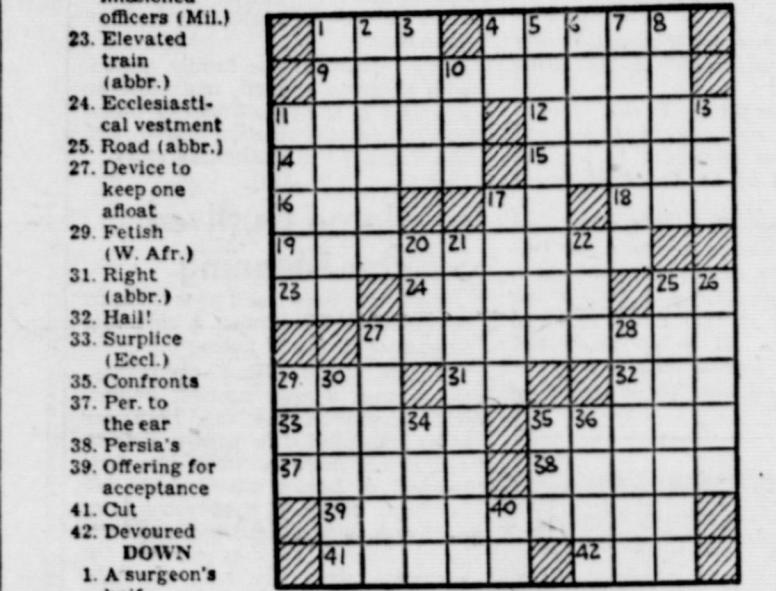 officers (Mil.)
23. Elevated
train
(abbr.)
24. Ecclesiasti-
cal vestment
25. Road (abbr.)
27. Device to
keep one
afloat
29. Fetish
(W. Afr.)
31. Right
(abbr.)
32. Hail!
33. Surplice
(Eccl.)
35. Confronts
37. Per. to
the ear
38. Persia's
39. Offering for
acceptance
41. Cut
42. Devoured
DOWN
1. A surgeon's
1 2 3 4 5 6 7 8
9 10
11 12 13
14 15
16 17 18
19 20 21 22
23 24 25 26
27 28
29 30 31 32
33 34 35 36
37 38
39 40
41 42